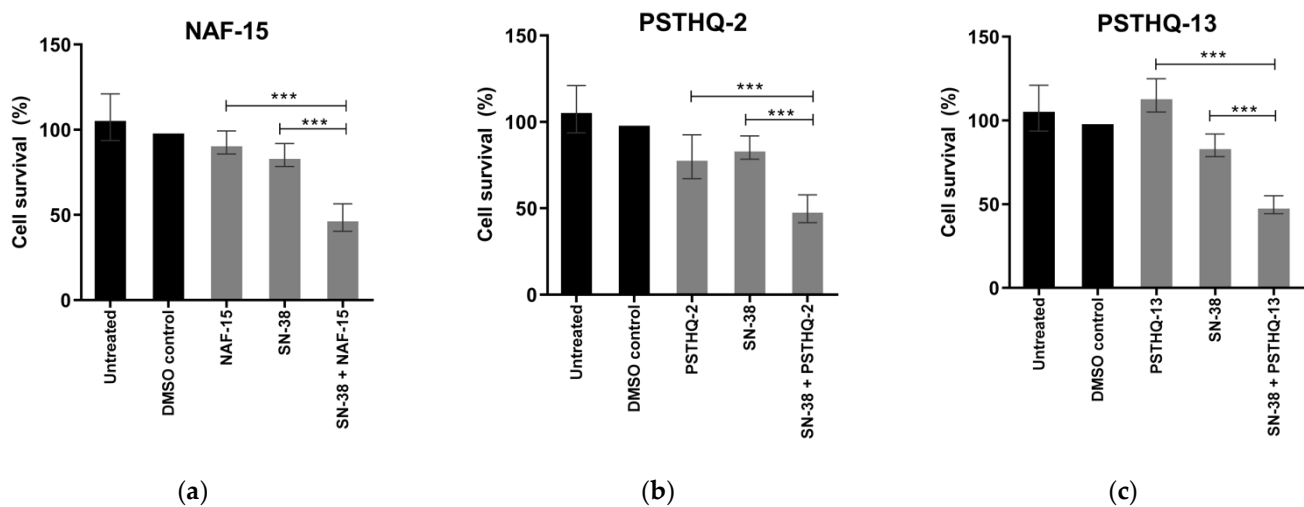 NAF-15
Cell survival (%)
150
100
50
0
***
***
Untreated
DMSO control
NAF-15
SN-38
SN-38 + NAF-15
(a)
PSTHQ-2
Cell survival (%)
150
100
50
0
***
***
Untreated
DMSO control
PSTHQ-2
SN-38
SN-38 + PSTHQ-2
(b)
PSTHQ-13
Cell survival (%)
150
100
50
0
***
***
Untreated
DMSO control
PSTHQ-13
SN-38
SN-38 + PSTHQ-13
(c)